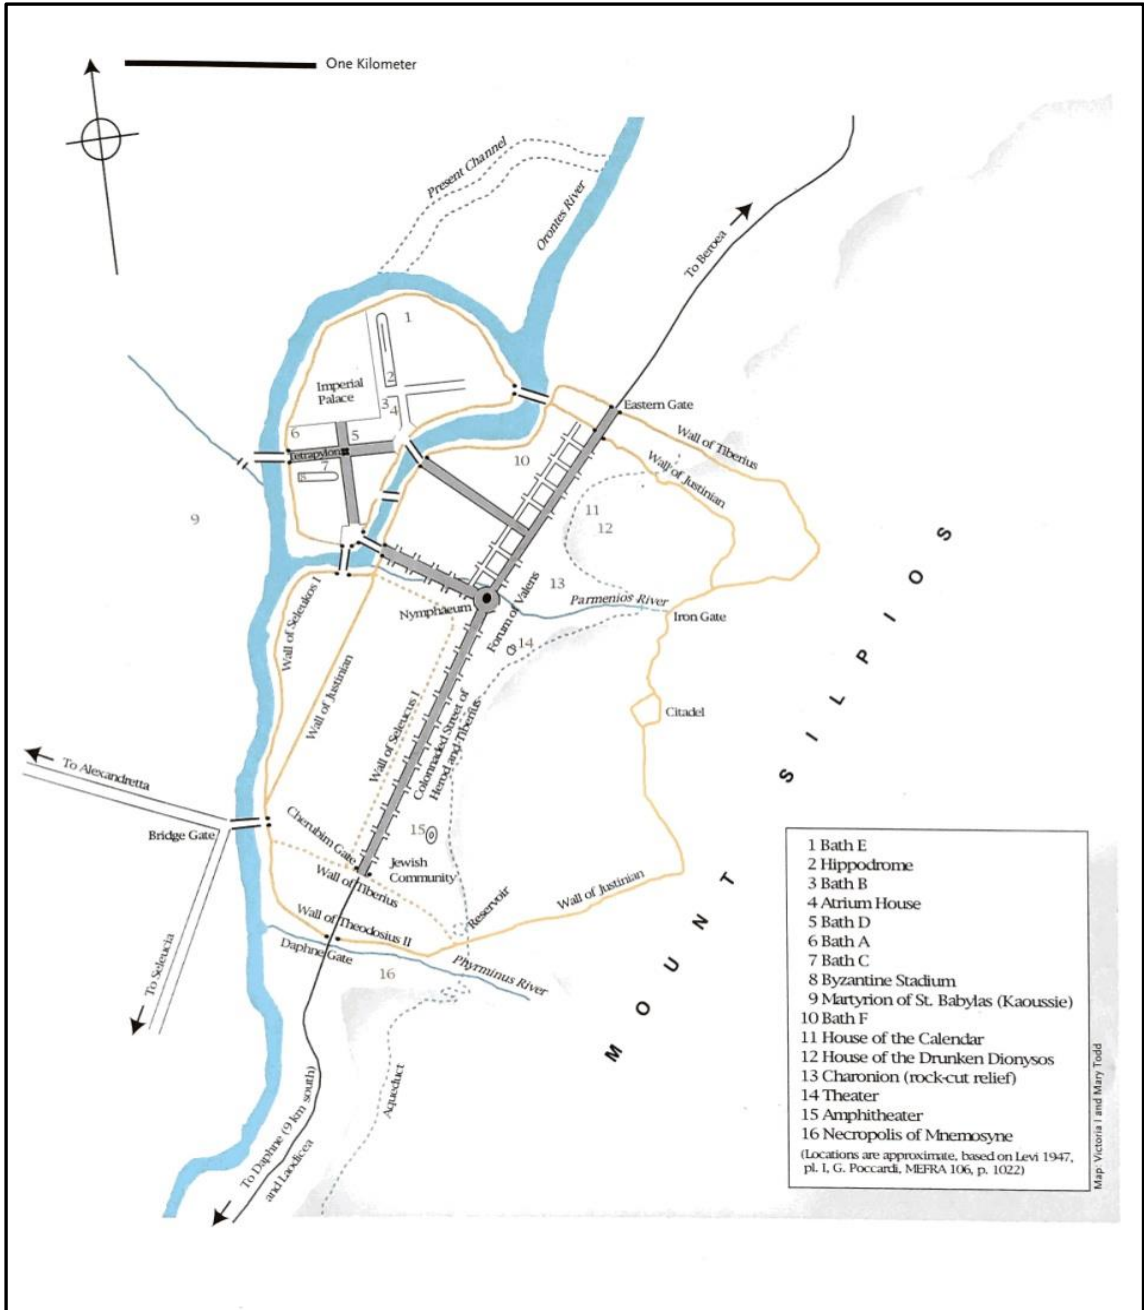 One Kilometer
Present Channel
Orontes River
To Beroea
1
Imperial
Palace
2
3
4
Eastern Gate
6
5
Wall of Tiberius
Tetrapylon
7
10
Wall of Justinian
8
9
11
12
13
Wall of Seleukos I
Nymphaeum
Forum of Valens
Parmenios River
Iron Gate
14
Wall of Justinian
Wall of Seleucus I
Colonnaded Street of
Herod and Tiberius
Citadel
MOUNT SILPIOS
To Alexandretta
Bridge Gate
Cherubim Gate
15
Jewish
Community
Wall of Tiberius
Reservoir
Wall of Justinian
Wall of Theodosius II
Daphne Gate
16
Phyrminus River
To Seleucia
Aqueduct
To Daphne (9 km south)
and Laodicea
1 Bath E
2 Hippodrome
3 Bath B
4 Atrium House
5 Bath D
6 Bath A
7 Bath C
8 Byzantine Stadium
9 Martyrion of St. Babylas (Kaoussie)
10 Bath F
11 House of the Calendar
12 House of the Drunken Dionysos
13 Charonion (rock-cut relief)
14 Theater
15 Amphitheater
16 Necropolis of Mnemosyne
(Locations are approximate, based on Levi 1947,
pl. I, G. Poccardi, MEFRA 106, p. 1022)
Map: Victoria I and Mary Todd